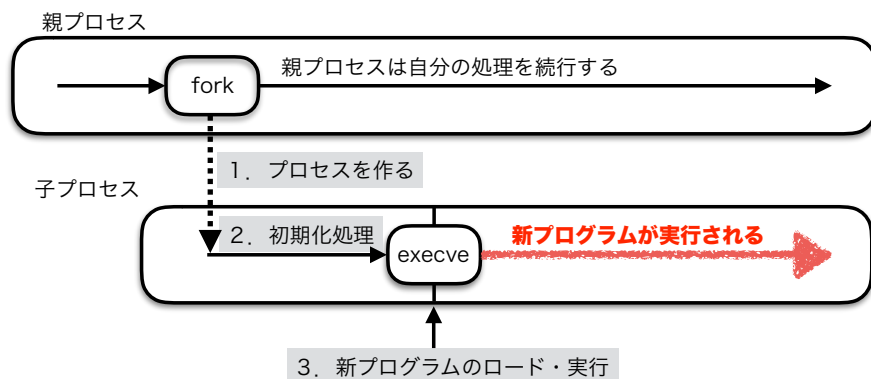 親プロセス
fork
親プロセスは自分の処理を続行する
1．プロセスを作る
子プロセス
2．初期化処理
execve
新プログラムが実行される
3．新プログラムのロード・実行